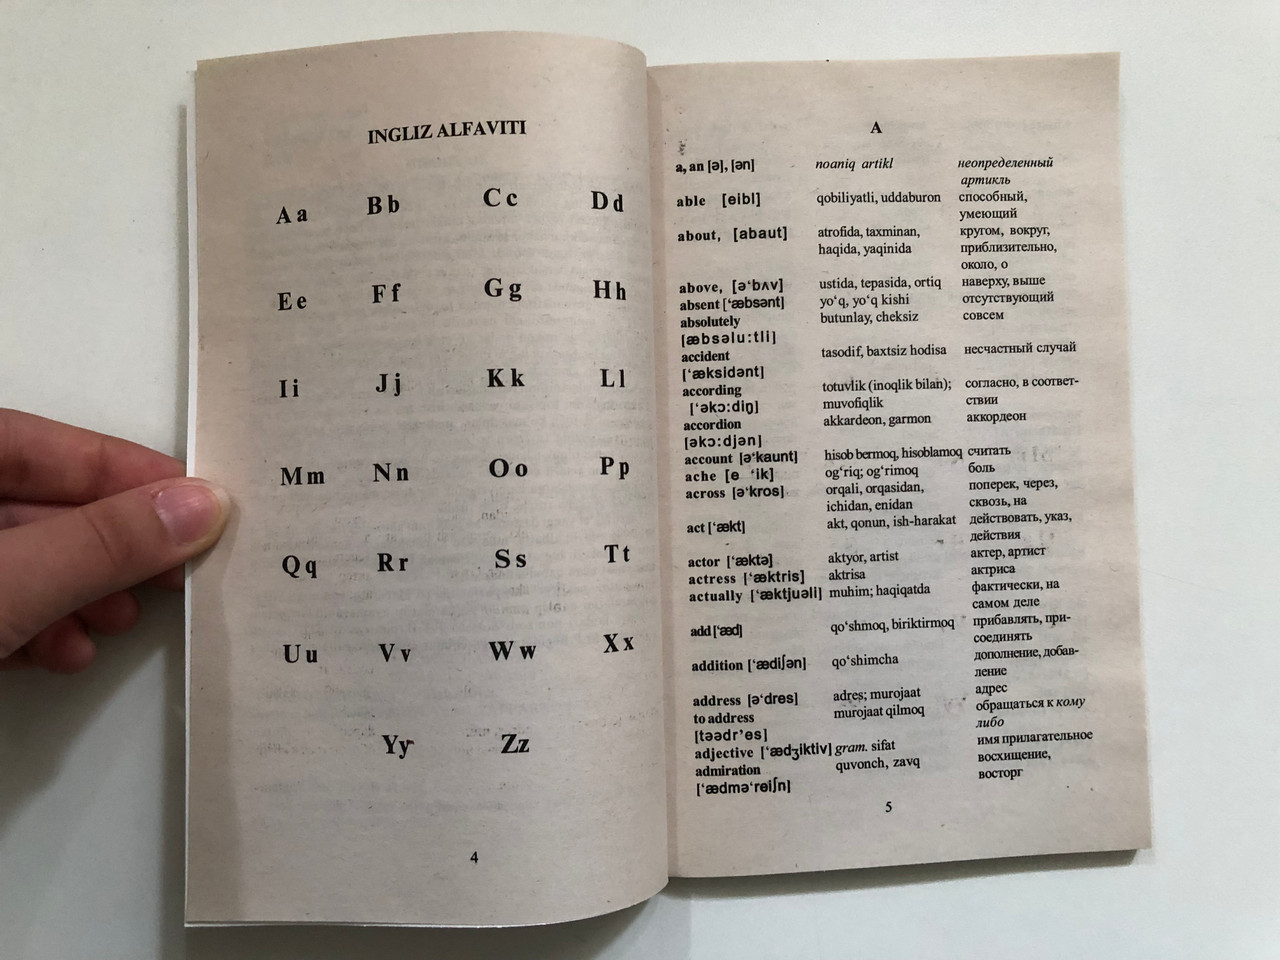 INGLIZ ALFAVITI
A a B b C c D d
E e F f G g H h
I i J j K k L l
M m N n O o P p
Q q R r S s T t
U u V v W w X x
Yy Zz
4
A
a, an [ə], [ən] noaniq artikl неопределенный
артикль
able [eibl] qobiliyatli, uddaburon способный,
умеющий
about, [abaut] atrofida, taxminan, кругом, вокруг,
haqida, yaqinida приблизительно,
около, о
above, [ə‘bʌv] ustida, tepasida, ortiq наверху, выше
absent [‘æbsənt] yo‘q, yo‘q kishi отсутствующий
absolutely butunlay, cheksiz совсем
[æbsəlu:tli]
accident tasodif, baxtsiz hodisa несчастный случай
[‘æksidənt]
according totuvlik (inoqlik bilan); согласно, в соответ-
[‘əkɔ:diŋ] muvofiqlik ствии
accordion akkardeon, garmon аккордеон
[əkɔ:djən]
account [ə‘kaunt] hisob bermoq, hisoblamoq считать
ache [e ‘ik] og‘riq; og‘rimoq боль
across [ə‘kros] orqali, orqasidan, поперек, через,
ichidan, enidan сквозь, на
act [‘ækt] akt, qonun, ish-harakat действовать, указ,
действия
actor [‘æktə] aktyor, artist актер, артист
actress [‘æktris] aktrisa актриса
actually [‘æktjuəli] muhim; haqiqatda фактически, на
самом деле
add [‘æd] qo‘shmoq, biriktirmoq прибавлять, при-
соединять
addition [‘ædiʃən] qo‘shimcha дополнение, добав-
ление
address [ə‘dres] adres; murojaat адрес
to address murojaat qilmoq обращаться к кому
[təədr’es] либо
adjective [‘ædʒiktiv] gram. sifat имя прилагательное
admiration quvonch, zavq восхищение,
[‘ædmə‘reiʃn] восторг
5